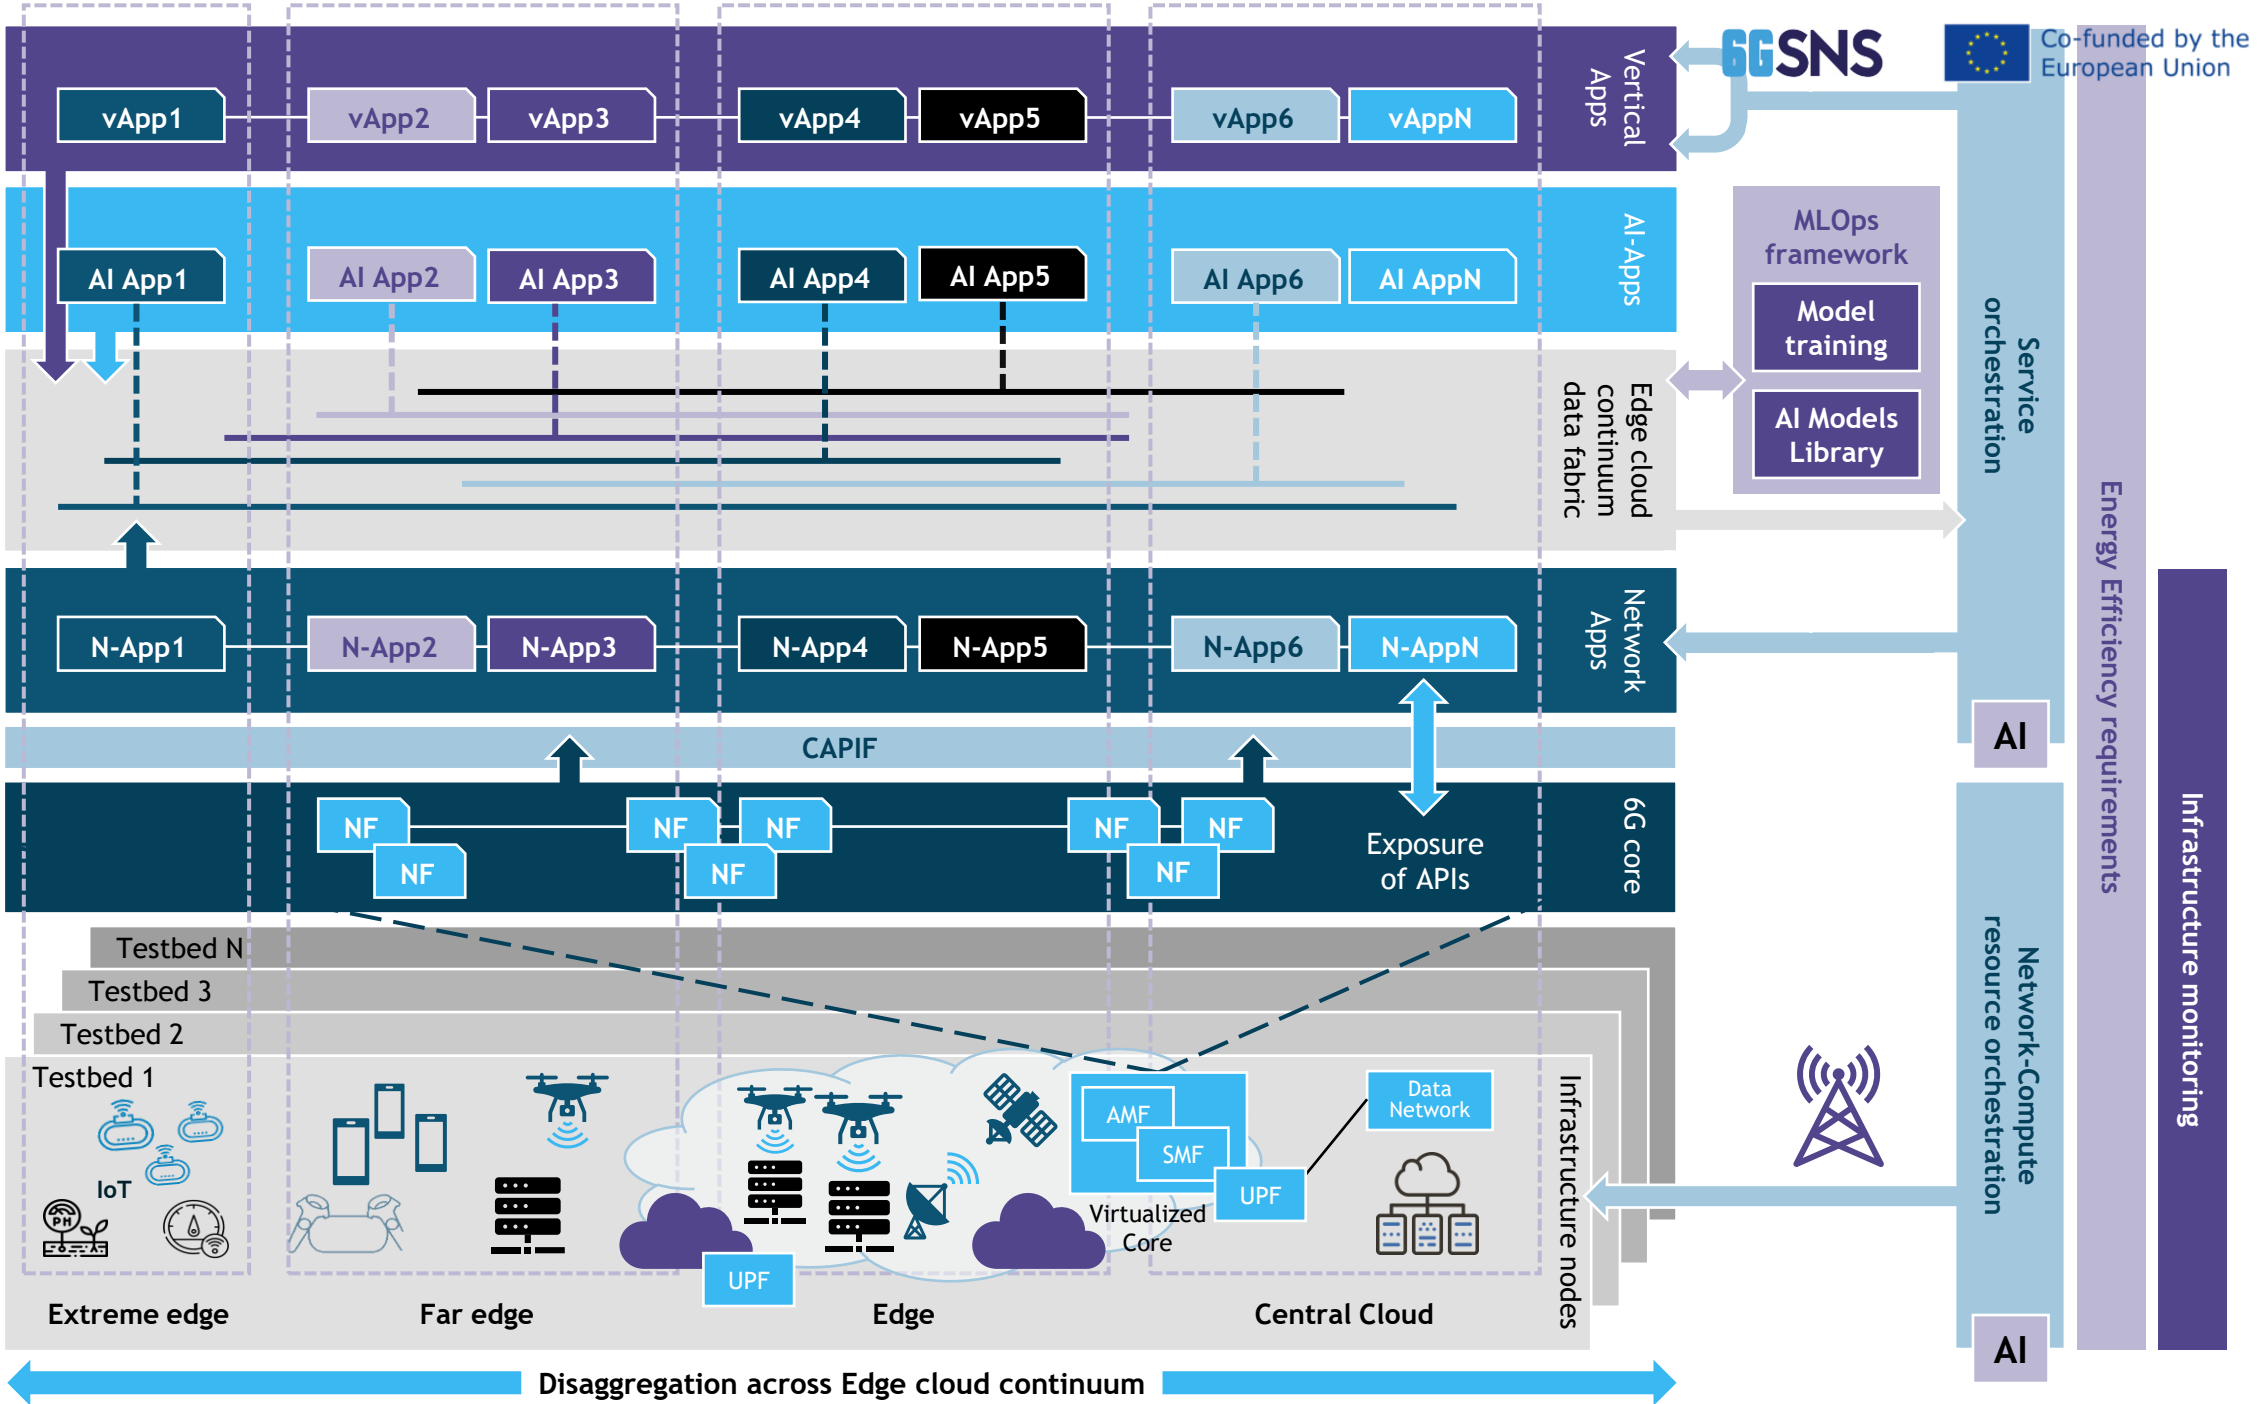 6GSNS
Co-funded by the
European Union
vApp1
vApp2
vApp3
vApp4
vApp5
vApp6
vAppN
Vertical
Apps
AI App1
AI App2
AI App3
AI App4
AI App5
AI App6
AI AppN
AI-Apps
MLOps
framework
Model
training
AI Models
Library
Edge cloud
continuum
data fabric
Service
orchestration
AI
N-App1
N-App2
N-App3
N-App4
N-App5
N-App6
N-AppN
Network
Apps
CAPIF
NF
NF
NF
NF
NF
NF
NF
NF
Exposure
of APIs
6G core
Energy Efficiency requirements
Infrastructure monitoring
Network-Compute
resource orchestration
AI
Testbed N
Testbed 3
Testbed 2
Testbed 1
IoT
PH
AMF
SMF
UPF
Data
Network
Virtualized
Core
UPF
Infrastructure nodes
Extreme edge
Far edge
Edge
Central Cloud
Disaggregation across Edge cloud continuum